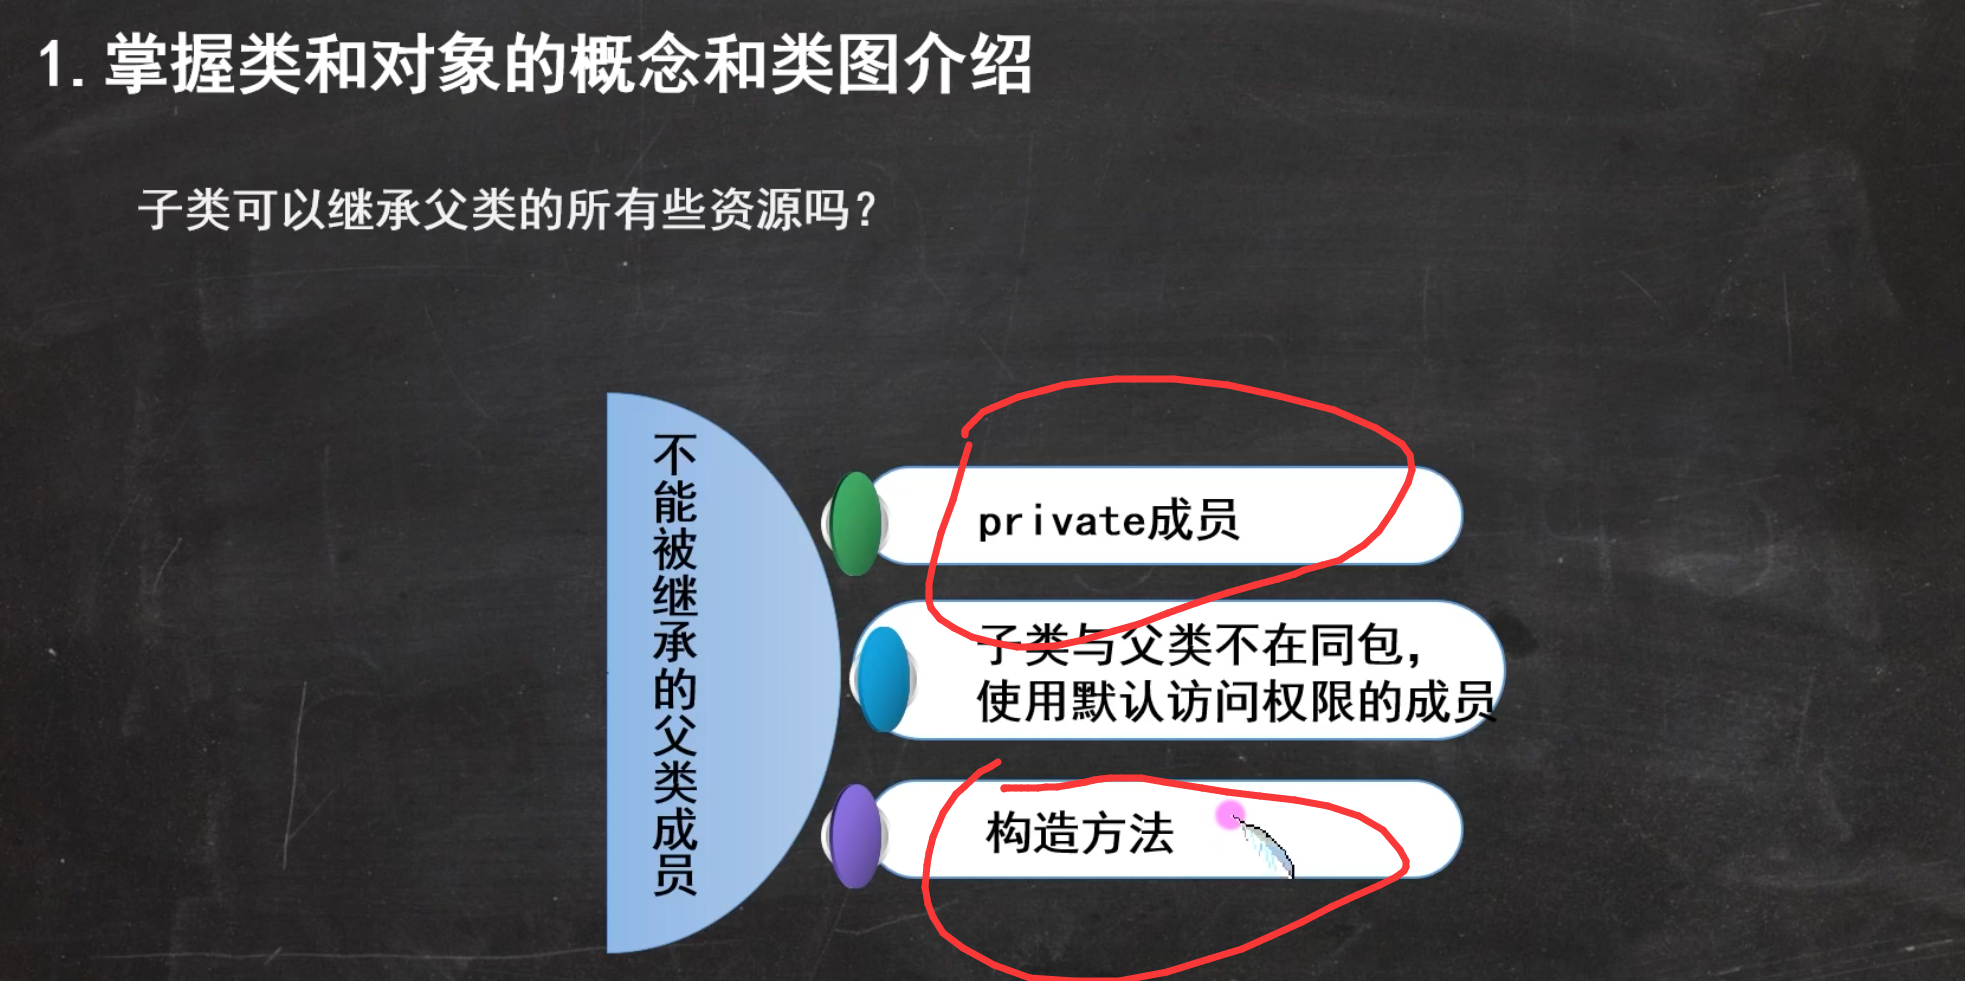 1.掌握类和对象的概念和类图介绍
子类可以继承父类的所有些资源吗?
不能被继承的父类成员
private成员
子类与父类不在同包,
使用默认访问权限的成员
构造方法